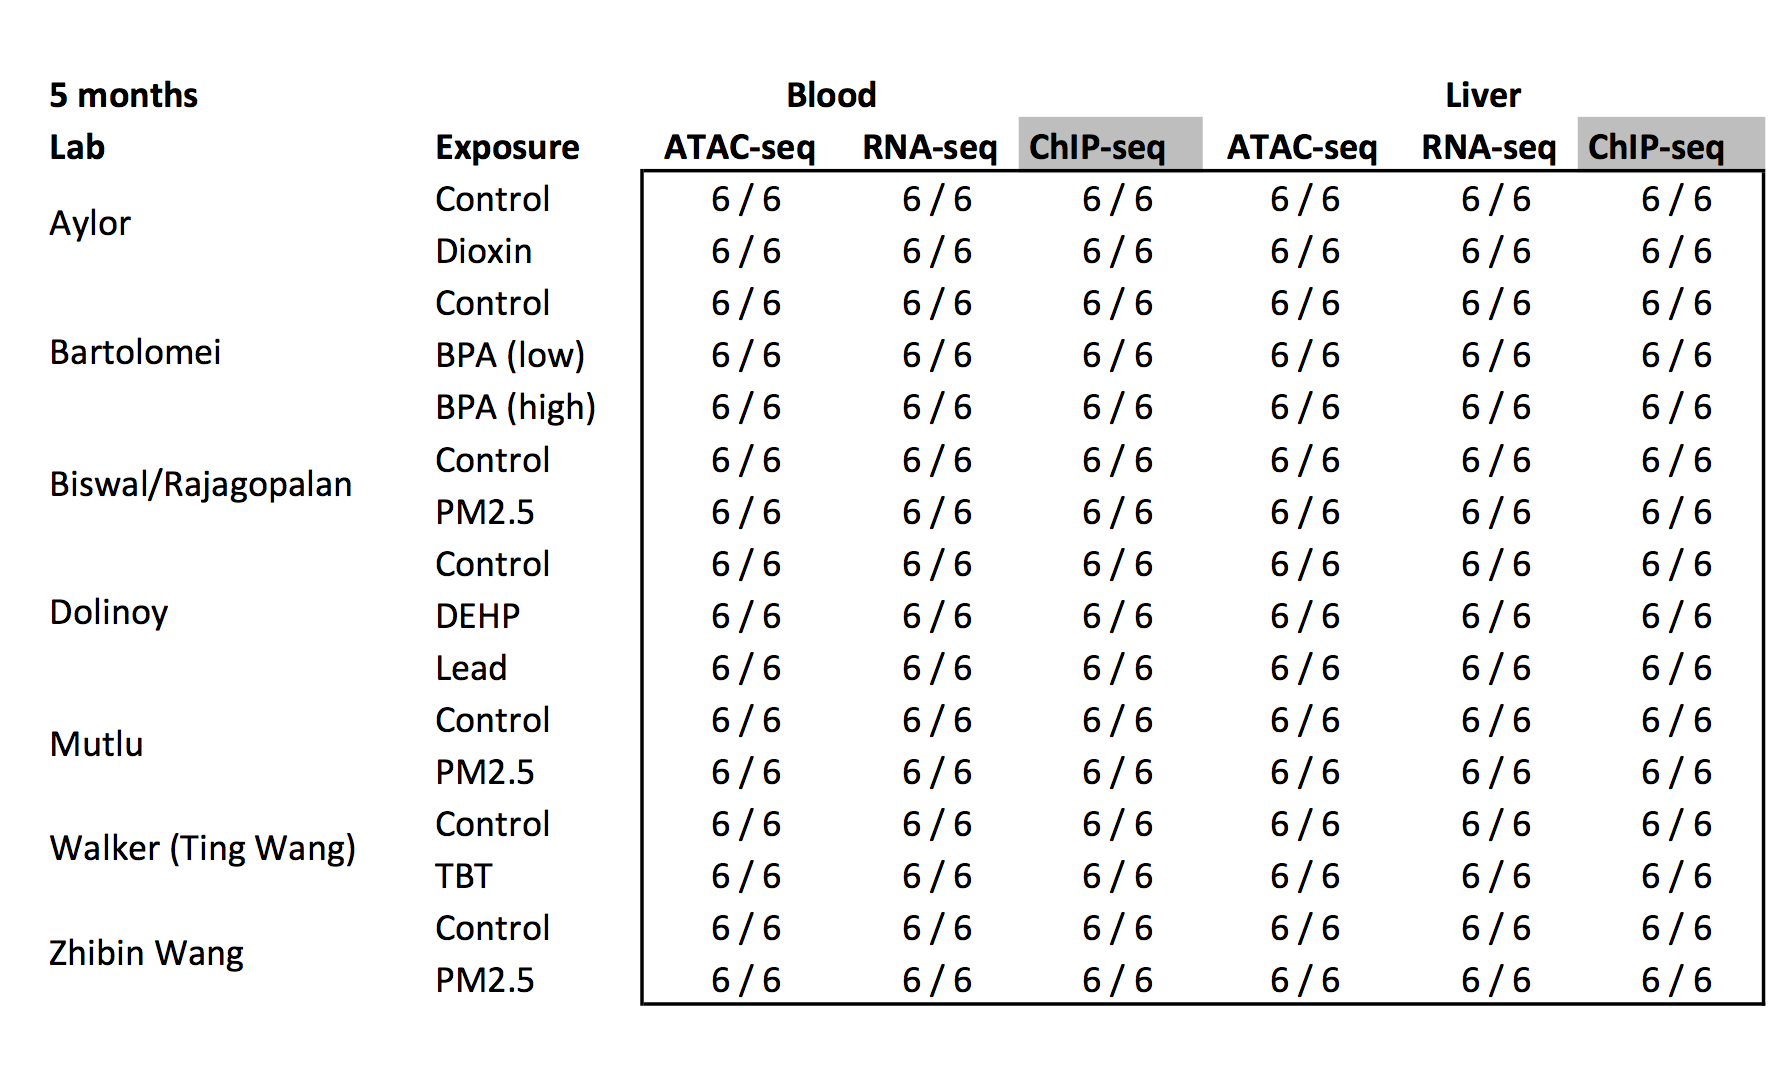 5 months Blood Liver
Lab Exposure ATAC-seq RNA-seq ChIP-seq ATAC-seq RNA-seq ChIP-seq
Aylor Control 6 / 6 6 / 6 6 / 6 6 / 6 6 / 6 6 / 6
Dioxin 6 / 6 6 / 6 6 / 6 6 / 6 6 / 6 6 / 6
Control 6 / 6 6 / 6 6 / 6 6 / 6 6 / 6 6 / 6
Bartolomei BPA (low) 6 / 6 6 / 6 6 / 6 6 / 6 6 / 6 6 / 6
BPA (high) 6 / 6 6 / 6 6 / 6 6 / 6 6 / 6 6 / 6
Biswal/Rajagopalan Control 6 / 6 6 / 6 6 / 6 6 / 6 6 / 6 6 / 6
PM2.5 6 / 6 6 / 6 6 / 6 6 / 6 6 / 6 6 / 6
Control 6 / 6 6 / 6 6 / 6 6 / 6 6 / 6 6 / 6
Dolinoy DEHP 6 / 6 6 / 6 6 / 6 6 / 6 6 / 6 6 / 6
Lead 6 / 6 6 / 6 6 / 6 6 / 6 6 / 6 6 / 6
Mutlu Control 6 / 6 6 / 6 6 / 6 6 / 6 6 / 6 6 / 6
PM2.5 6 / 6 6 / 6 6 / 6 6 / 6 6 / 6 6 / 6
Walker (Ting Wang) Control 6 / 6 6 / 6 6 / 6 6 / 6 6 / 6 6 / 6
TBT 6 / 6 6 / 6 6 / 6 6 / 6 6 / 6 6 / 6
Zhibin Wang Control 6 / 6 6 / 6 6 / 6 6 / 6 6 / 6 6 / 6
PM2.5 6 / 6 6 / 6 6 / 6 6 / 6 6 / 6 6 / 6